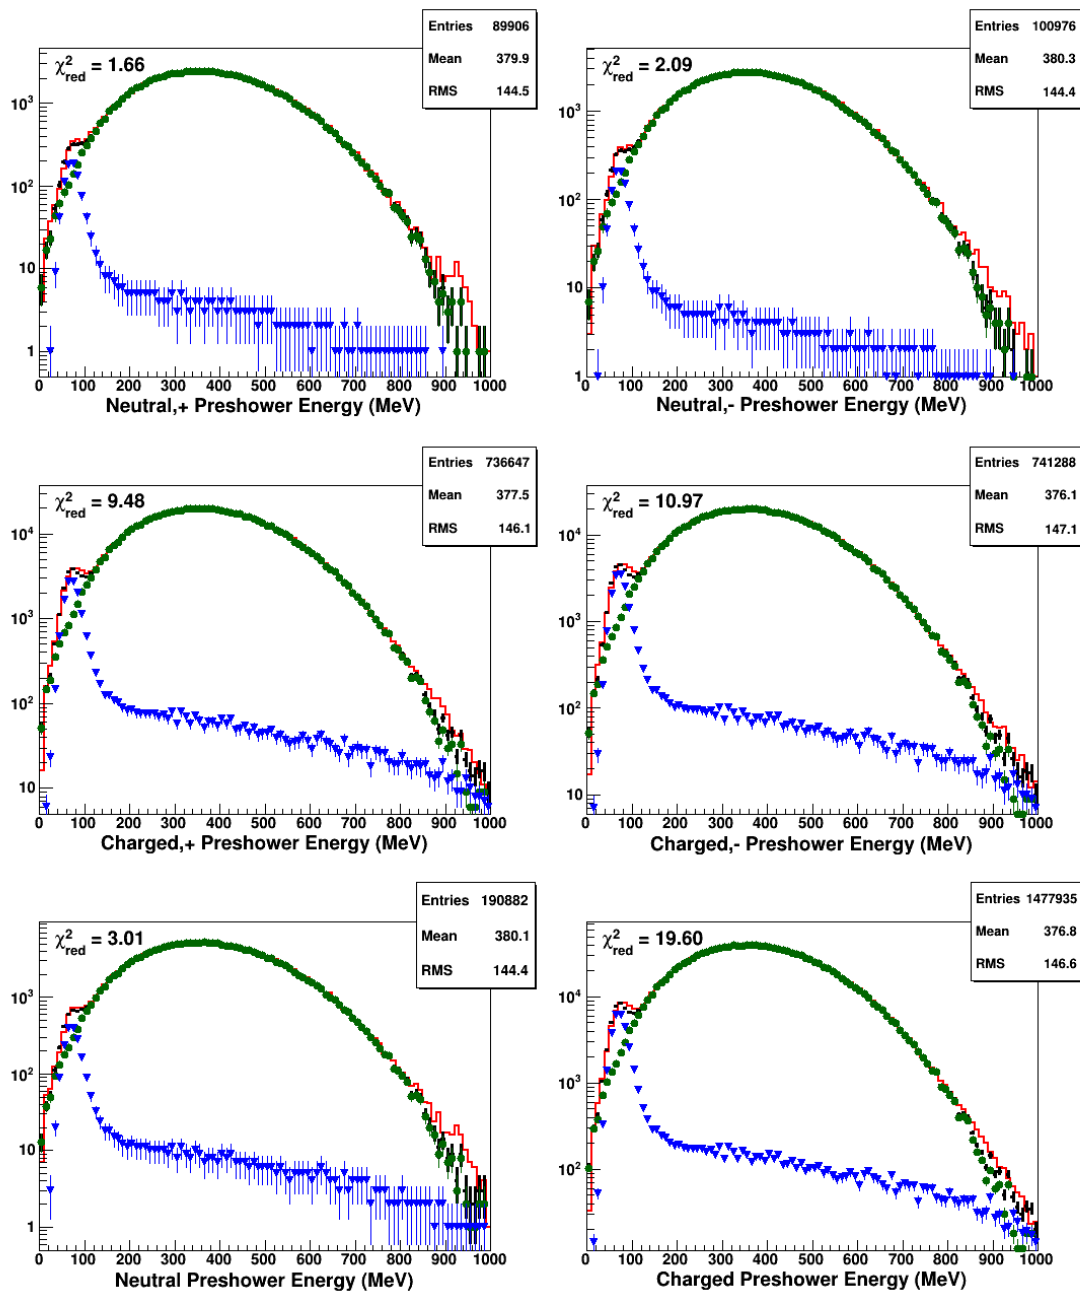 Entries 89906
Mean 379.9
RMS 144.5
χ²red = 1.66
10³
10²
10
1
0 100 200 300 400 500 600 700 800 900 1000
Neutral,+ Preshower Energy (MeV)
Entries 100976
Mean 380.3
RMS 144.4
χ²red = 2.09
10³
10²
10
1
0 100 200 300 400 500 600 700 800 900 1000
Neutral,- Preshower Energy (MeV)
Entries 736647
Mean 377.5
RMS 146.1
χ²red = 9.48
10⁴
10³
10²
10
0 100 200 300 400 500 600 700 800 900 1000
Charged,+ Preshower Energy (MeV)
Entries 741288
Mean 376.1
RMS 147.1
χ²red = 10.97
10⁴
10³
10²
10
0 100 200 300 400 500 600 700 800 900 1000
Charged,- Preshower Energy (MeV)
Entries 190882
Mean 380.1
RMS 144.4
χ²red = 3.01
10³
10²
10
1
0 100 200 300 400 500 600 700 800 900 1000
Neutral Preshower Energy (MeV)
Entries 1477935
Mean 376.8
RMS 146.6
χ²red = 19.60
10⁴
10³
10²
0 100 200 300 400 500 600 700 800 900 1000
Charged Preshower Energy (MeV)